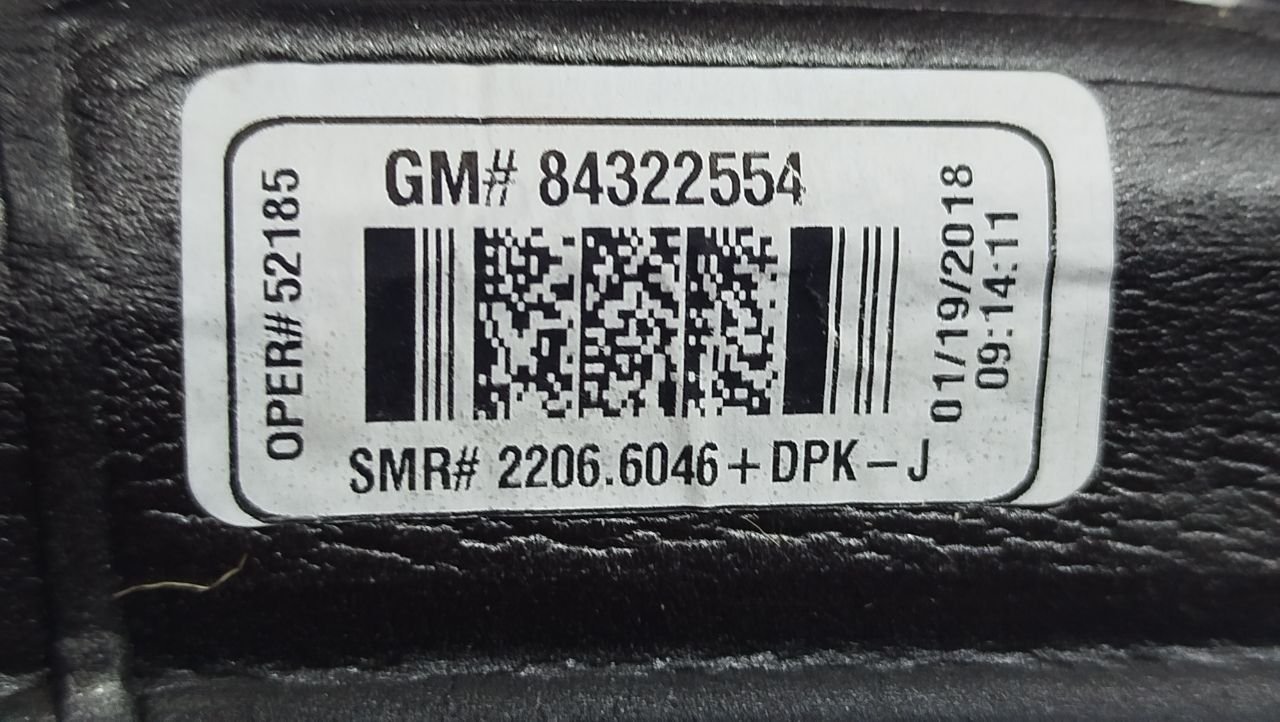 GM# 84322554
OPER# 52185
01/19/2018
09:14:11
SMR# 2206.6046+DPK-J